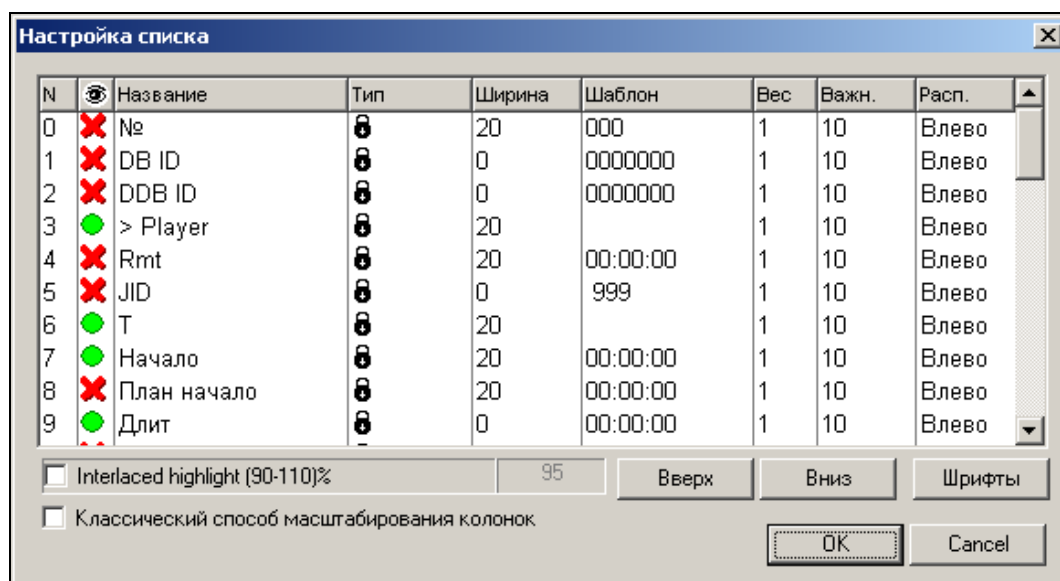 Настройка списка
N Название Тип Ширина Шаблон Вес Важн. Расп.
0 № 20 000 1 10 Влево
1 DB ID 0 0000000 1 10 Влево
2 DDB ID 0 0000000 1 10 Влево
3 > Player 20 1 10 Влево
4 Rmt 20 00:00:00 1 10 Влево
5 JID 0 999 1 10 Влево
6 T 20 1 10 Влево
7 Начало 20 00:00:00 1 10 Влево
8 План начало 20 00:00:00 1 10 Влево
9 Длит 0 00:00:00 1 10 Влево
Interlaced highlight (90-110)% 95 Вверх Вниз Шрифты
Классический способ масштабирования колонок
OK Cancel